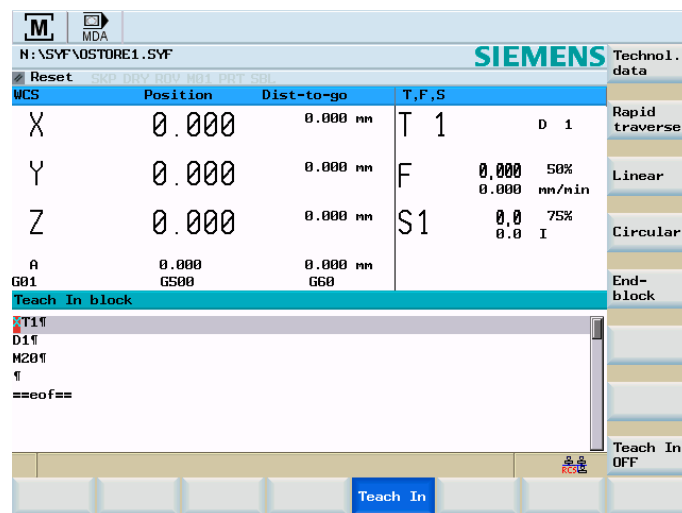 M
MDA
N:\SYF\OSTORE1.SYF
SIEMENS
Reset SKP DRY ROV M01 PRT SBL
WCS Position Dist-to-go T,F,S
X 0.000 0.000 mm T 1 D 1
Y 0.000 0.000 mm F 0.000 50%
0.000 mm/min
Z 0.000 0.000 mm S1 0.0 75%
0.0 I
A 0.000 0.000 mm
G01 G500 G60
Teach In block
T1¶
D1¶
M20¶
¶
==eof==
RCS
Teach In
Technol.
data
Rapid
traverse
Linear
Circular
End-
block
Teach In
OFF